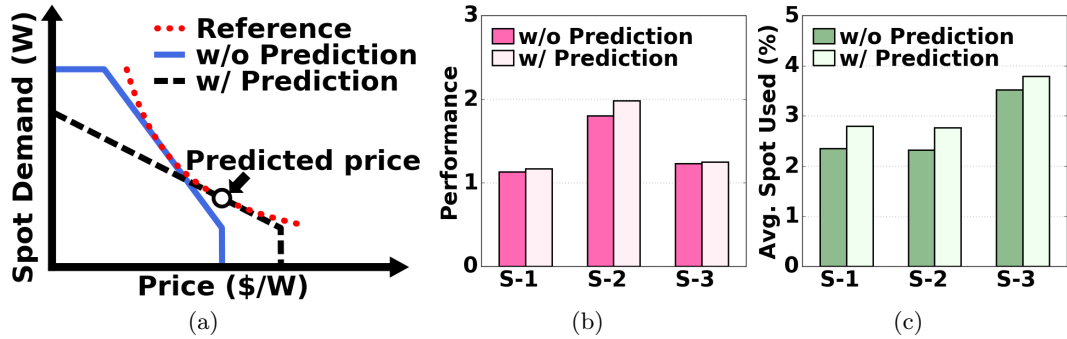 Spot Demand (W)
Reference
w/o Prediction
w/ Prediction
Predicted price
Price ($/W)
(a)
Performance
3
2
1
0
w/o Prediction
w/ Prediction
S-1 S-2 S-3
(b)
Avg. Spot Used (%)
5
4
3
2
1
0
w/o Prediction
w/ Prediction
S-1 S-2 S-3
(c)